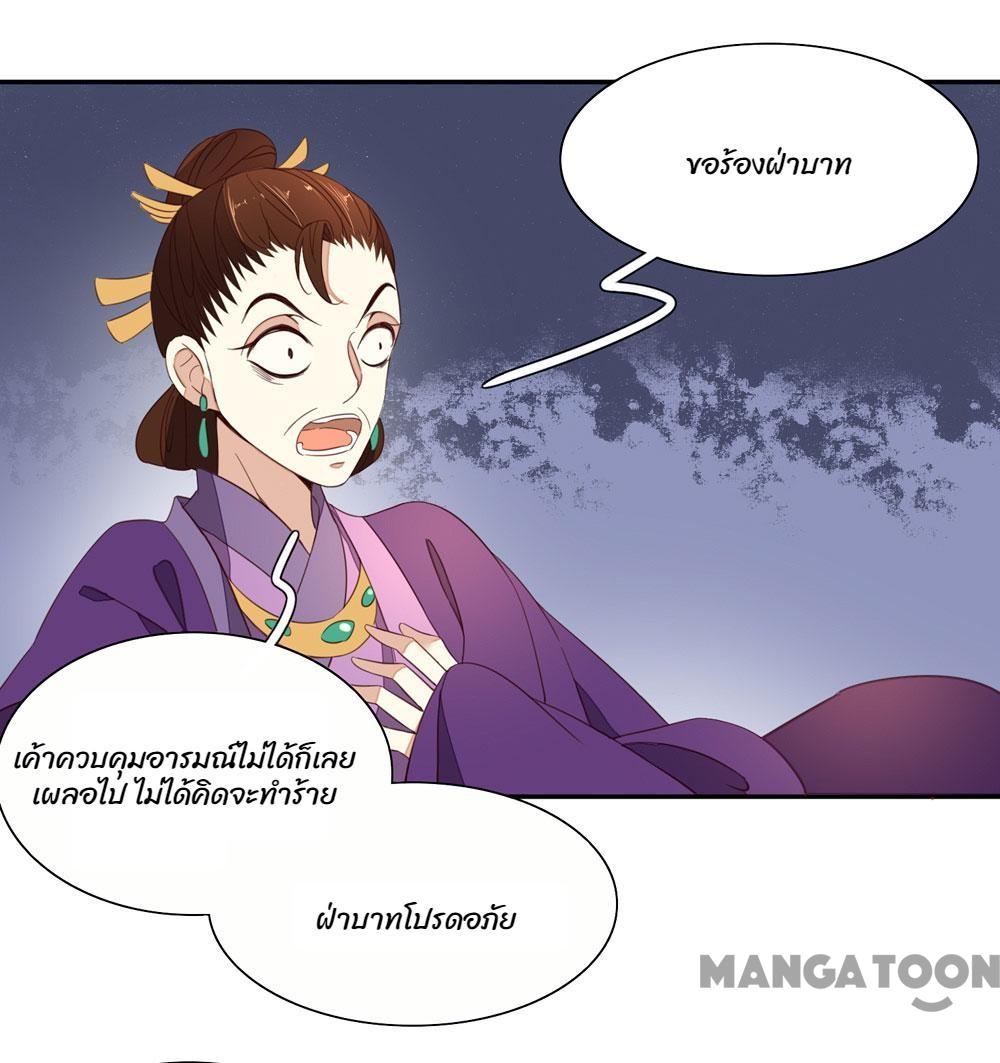 ขอร้องฝ่าบาท
เค้าควบคุมอารมณ์ไม่ได้ก็เลย
เผลอไป ไม่ได้คิดจะทำร้าย
ฝ่าบาทโปรดอภัย
MANGATOON